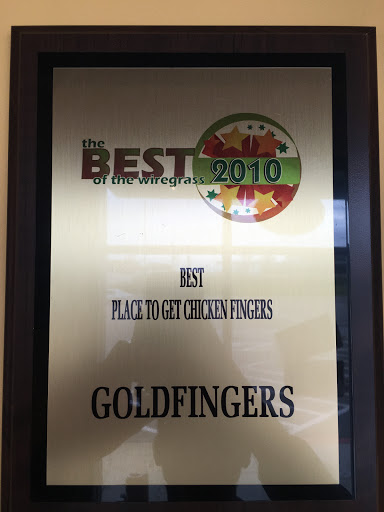 the
BEST 2010
of the wiregrass
BEST
PLACE TO GET CHICKEN FINGERS
GOLDFINGERS